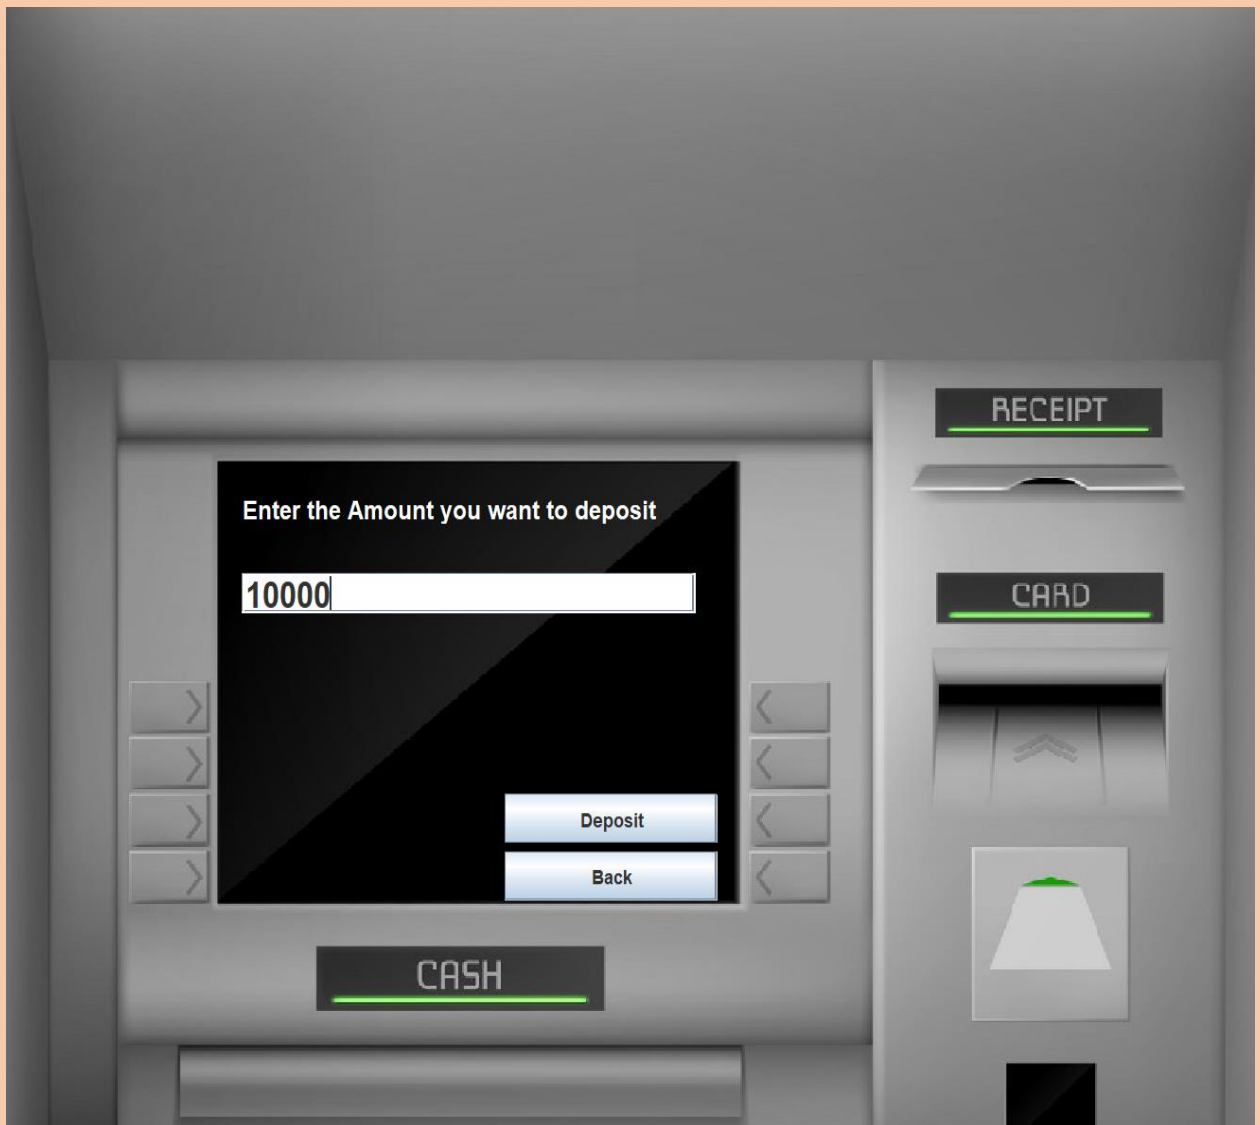 RECEIPT
Enter the Amount you want to deposit
10000
CARD
Deposit
Back
CASH